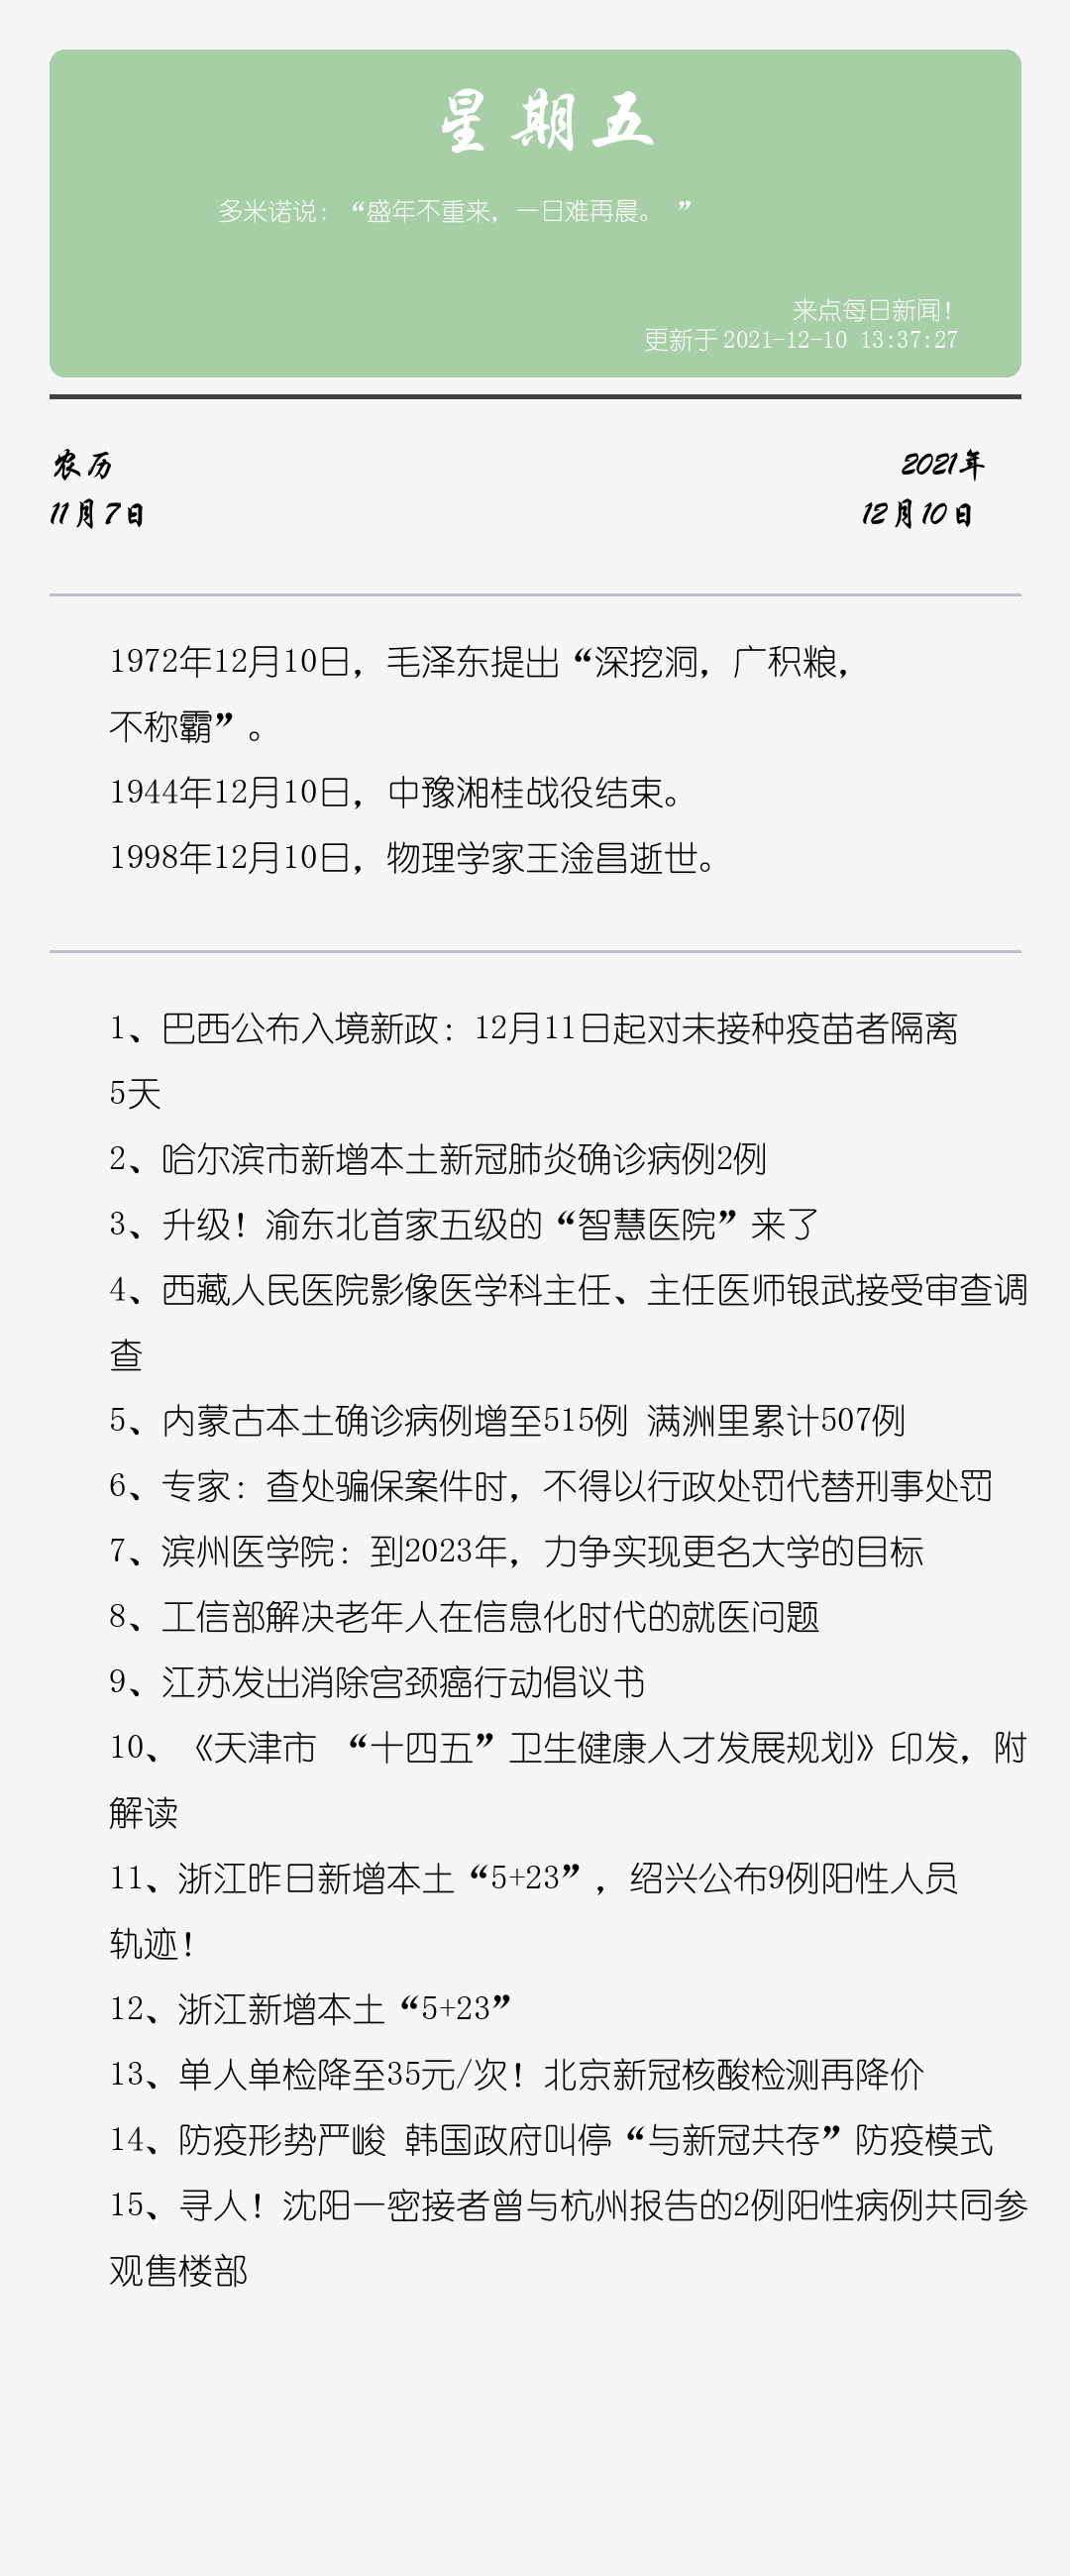 星期五
多米诺说：“盛年不重来，一日难再晨。 ”
来点每日新闻！
更新于 2021-12-10 13:37:27
农历
2021年
11月7日
12月10日
1972年12月10日，毛泽东提出“深挖洞，广积粮，
不称霸”。
1944年12月10日，中豫湘桂战役结束。
1998年12月10日，物理学家王淦昌逝世。
1、巴西公布入境新政：12月11日起对未接种疫苗者隔离
5天
2、哈尔滨市新增本土新冠肺炎确诊病例2例
3、升级！渝东北首家五级的“智慧医院”来了
4、西藏人民医院影像医学科主任、主任医师银武接受审查调
查
5、内蒙古本土确诊病例增至515例 满洲里累计507例
6、专家：查处骗保案件时，不得以行政处罚代替刑事处罚
7、滨州医学院：到2023年，力争实现更名大学的目标
8、工信部解决老年人在信息化时代的就医问题
9、江苏发出消除宫颈癌行动倡议书
10、《天津市 “十四五”卫生健康人才发展规划》印发，附
解读
11、浙江昨日新增本土“5+23”，绍兴公布9例阳性人员
轨迹！
12、浙江新增本土“5+23”
13、单人单检降至35元/次！北京新冠核酸检测再降价
14、防疫形势严峻 韩国政府叫停“与新冠共存”防疫模式
15、寻人！沈阳一密接者曾与杭州报告的2例阳性病例共同参
观售楼部